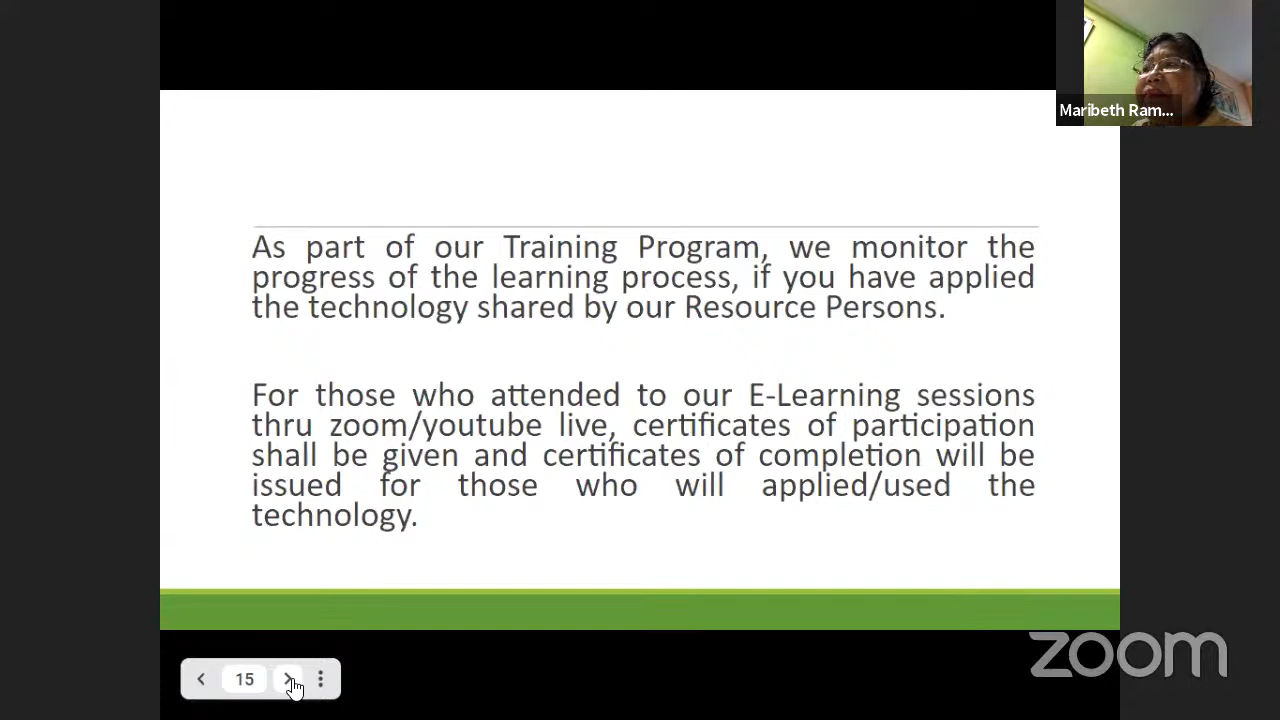 Maribeth Ram...
As part of our Training Program, we monitor the
progress of the learning process, if you have applied
the technology shared by our Resource Persons.
For those who attended to our E-Learning sessions
thru zoom/youtube live, certificates of participation
shall be given and certificates of completion will be
issued for those who will applied/used the
technology.
zoom
15